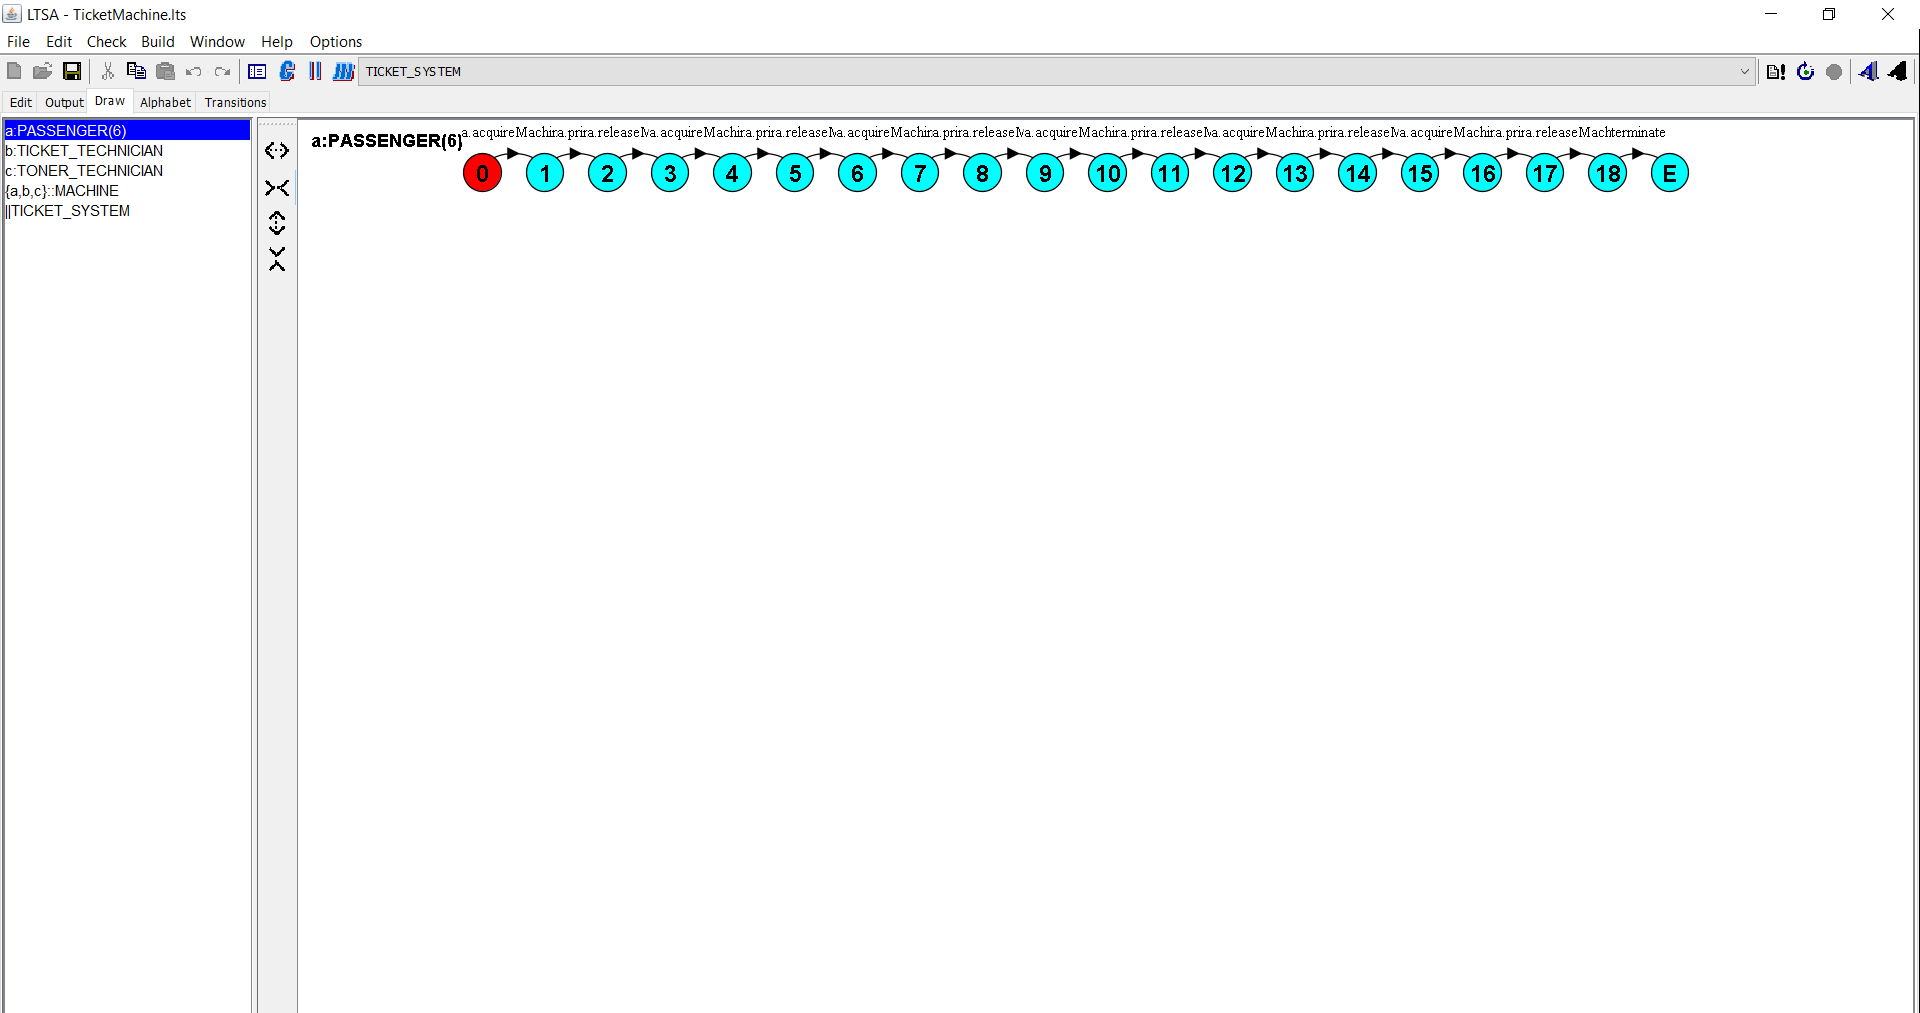 LTSA - TicketMachine.lts
File Edit Check Build Window Help Options
TICKET_SYSTEM
Edit Output Draw Alphabet Transitions
a:PASSENGER(6)
b:TICKET_TECHNICIAN
c:TONER_TECHNICIAN
{a,b,c}::MACHINE
||TICKET_SYSTEM
a:PASSENGER(6)
a.acquireMachira.prira.releaseMa.acquireMachira.prira.releaseMa.acquireMachira.prira.releaseMa.acquireMachira.prira.releaseMa.acquireMachira.prira.releaseMa.acquireMachira.prira.releaseMachterminate
0 1 2 3 4 5 6 7 8 9 10 11 12 13 14 15 16 17 18 E